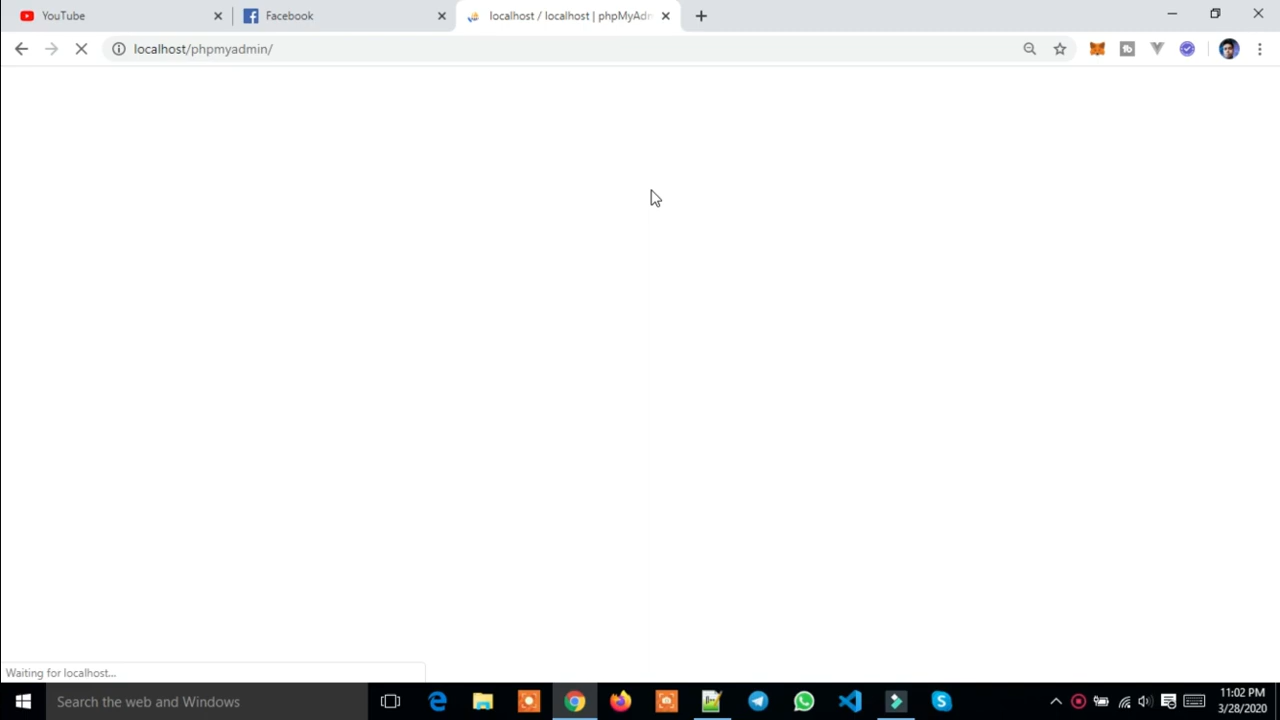 YouTube
Facebook
localhost / localhost | phpMyAdn
localhost/phpmyadmin/
Waiting for localhost...
Search the web and Windows
11:02 PM
3/28/2020